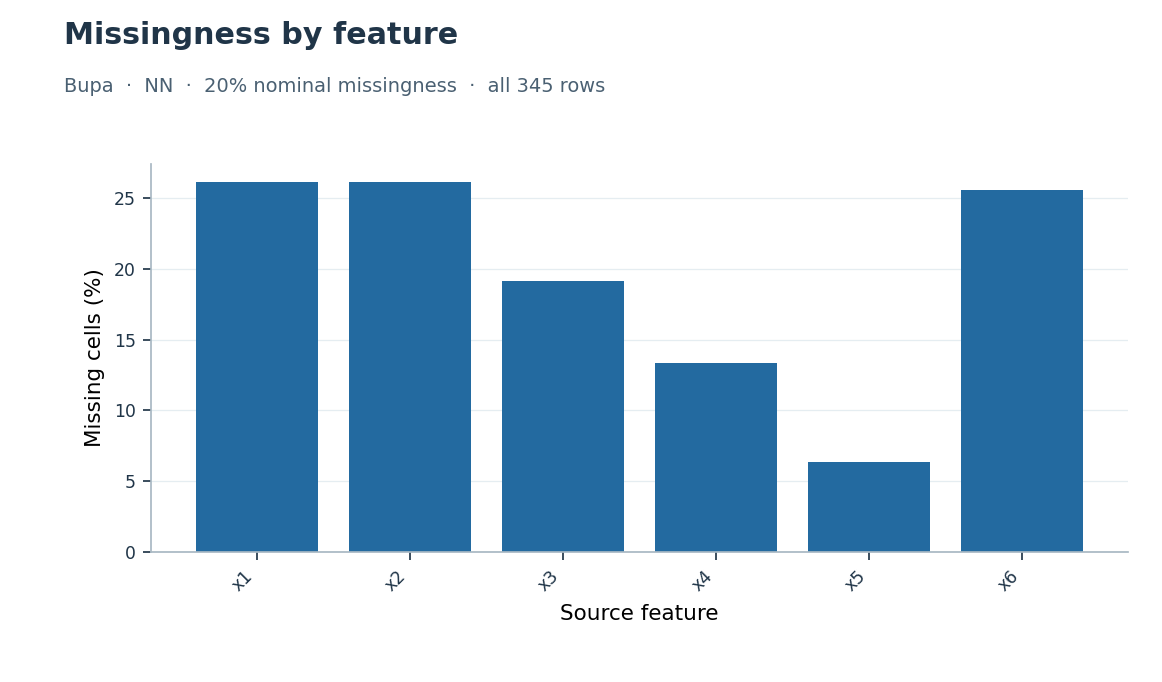 Missingness by feature
Bupa · NN · 20% nominal missingness · all 345 rows
25
20
15
10
5
0
Missing cells (%)
x1 x2 x3 x4 x5 x6
Source feature